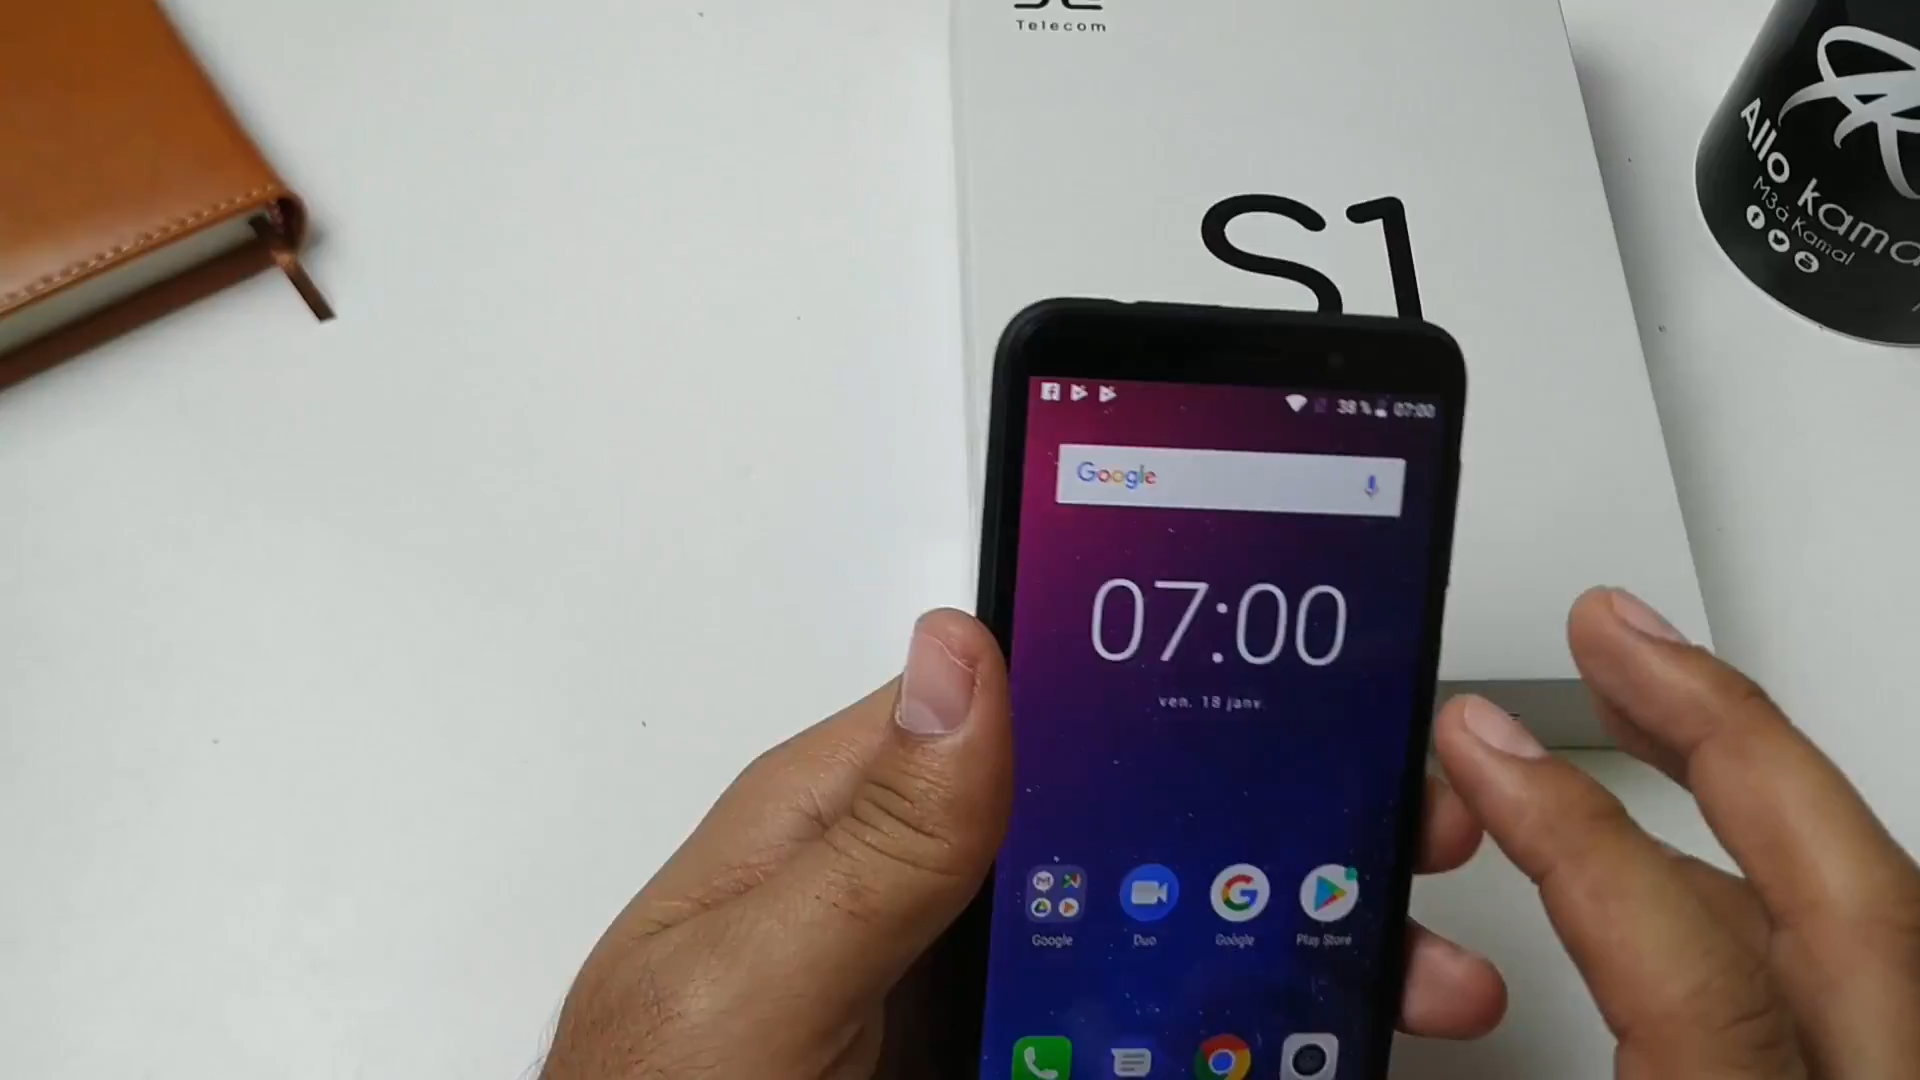 Telecom
S1
Allo kama
M3a Kamal
38 % 07:00
Google
07:00
ven. 18 janv.
Google
Duo
Google
Play Store